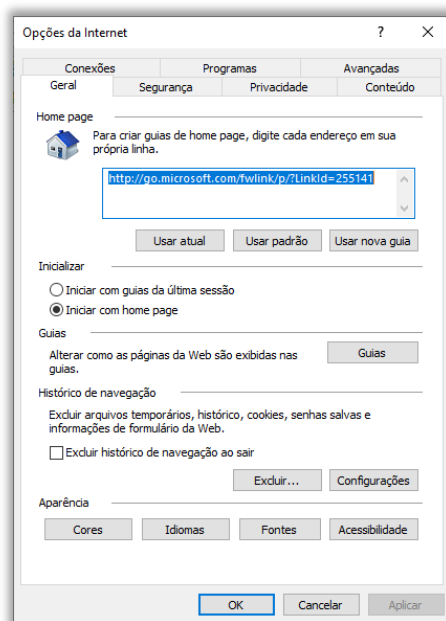 Opções da Internet
?
×
Conexões
Programas
Avançadas
Geral
Segurança
Privacidade
Conteúdo
Home page
Para criar guias de home page, digite cada endereço em sua
própria linha.
http://go.microsoft.com/fwlink/p/?LinkId=255141
Usar atual
Usar padrão
Usar nova guia
Inicializar
Iniciar com guias da última sessão
Iniciar com home page
Guias
Alterar como as páginas da Web são exibidas nas
guias.
Guias
Histórico de navegação
Excluir arquivos temporários, histórico, cookies, senhas salvas e
informações de formulário da Web.
Excluir histórico de navegação ao sair
Excluir...
Configurações
Aparência
Cores
Idiomas
Fontes
Acessibilidade
OK
Cancelar
Aplicar